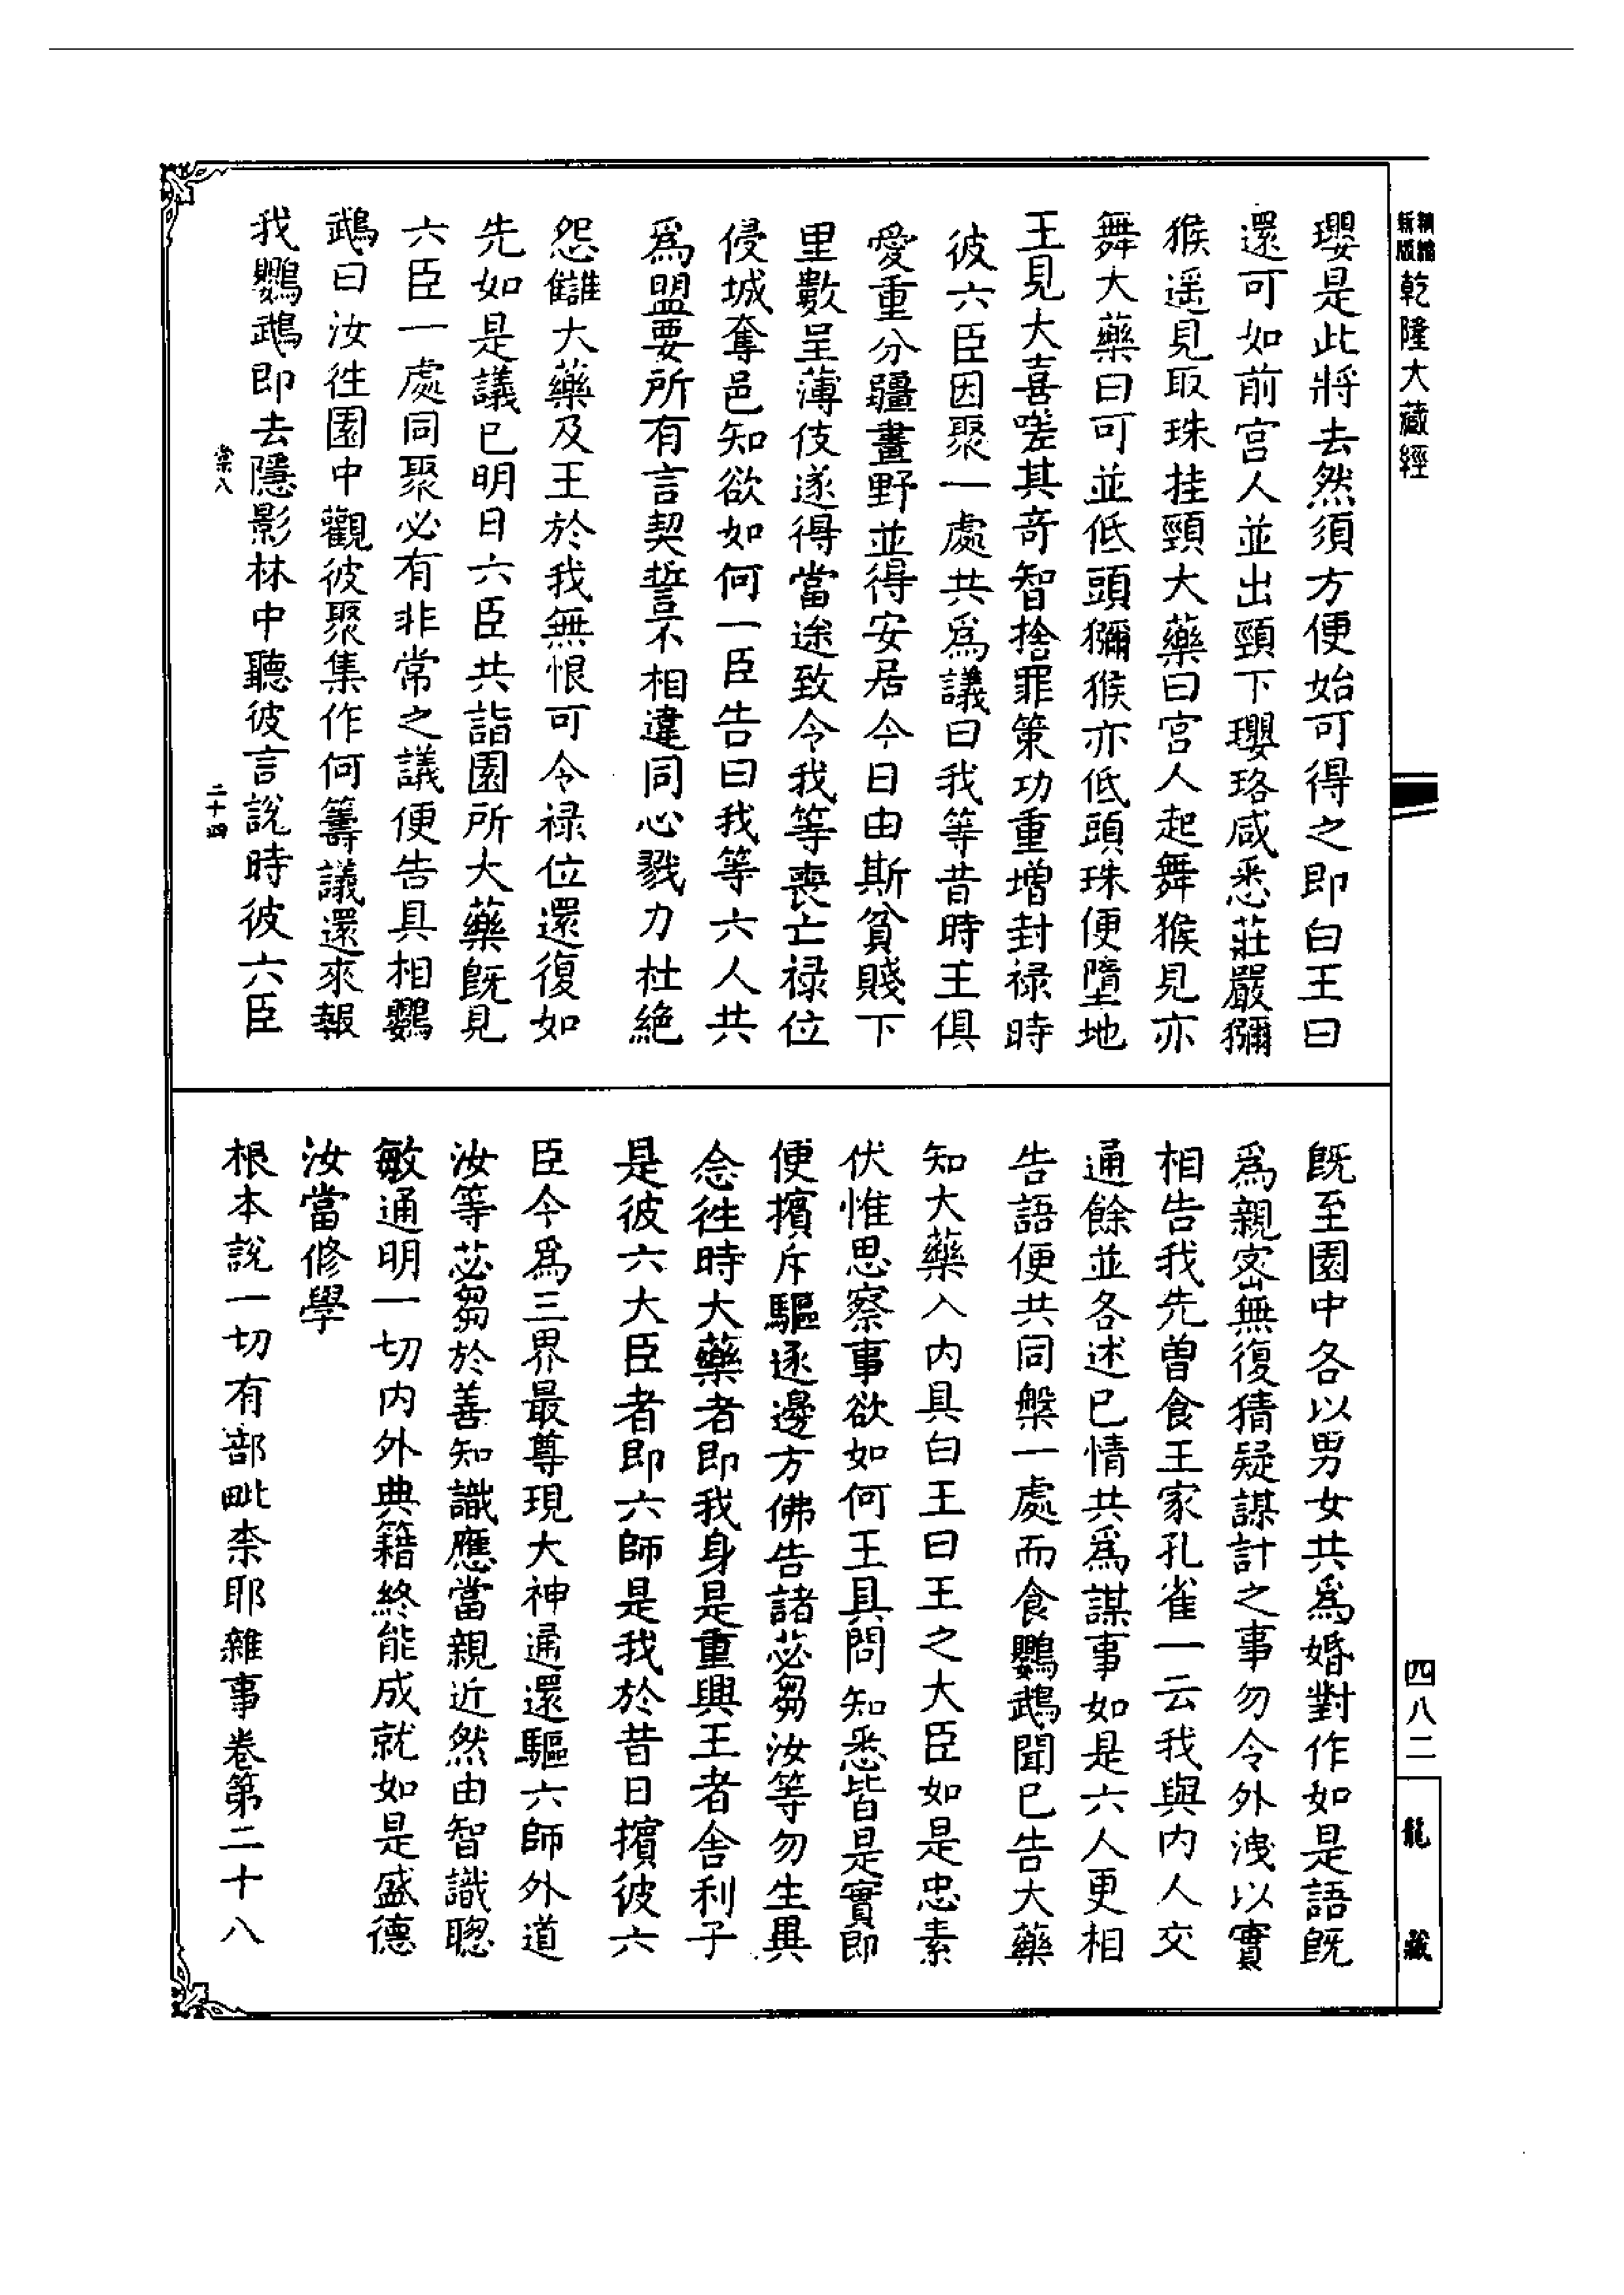 乾隆大藏經
四八二
龍藏
瓔是此將去然須方便始可得之即白王曰
還可如前宫人並出頸下瓔珞咸悉莊嚴獼
猴遥見取珠挂頸大藥曰宫人起舞猴見亦
舞大藥曰可並低頭獼猴亦低頭珠便墮地
王見大喜嗟其奇智捨罪策功重增封禄時
彼六臣因聚一處共爲議曰我等昔時王俱
愛重分疆畫野並得安居今日由斯貧賤下
里數呈薄伎遂得當途致令我等喪亡禄位
侵城奪邑知欲如何一臣告曰我等六人共
爲盟要所有言契誓不相違同心戮力杜絶
怨讎大藥及王於我無恨可令禄位還復如
先如是議已明日六臣共詣園所大藥旣見
六臣一處同聚必有非常之議便告具相鸚
鵡曰汝徃園中觀彼聚集作何籌議還來報
我鸚鵡即去隱影林中聽彼言說時彼六臣
棠八
二十四
旣至園中各以男女共爲婚對作如是語旣
爲親密無復猜疑謀計之事勿令外洩以實
相告我先曾食王家孔雀一云我與内人交
通餘並各述已情共爲謀事如是六人更相
告語便共同槃一處而食鸚鵡聞已告大藥
知大藥入内具白王曰王之大臣如是忠素
伏惟思察事欲如何王具問知悉皆是實即
便擯斥驅逐邊方佛告諸苾芻汝等勿生異
念徃時大藥者即我身是重興王者舍利子
是彼六大臣者即六師是我於昔日擯彼六
臣今爲三界最尊現大神通還驅六師外道
汝等苾芻於善知識應當親近然由智識聰
敏通明一切内外典籍終能成就如是盛德
汝當修學
根本說一切有部毗柰耶雜事卷第二十八